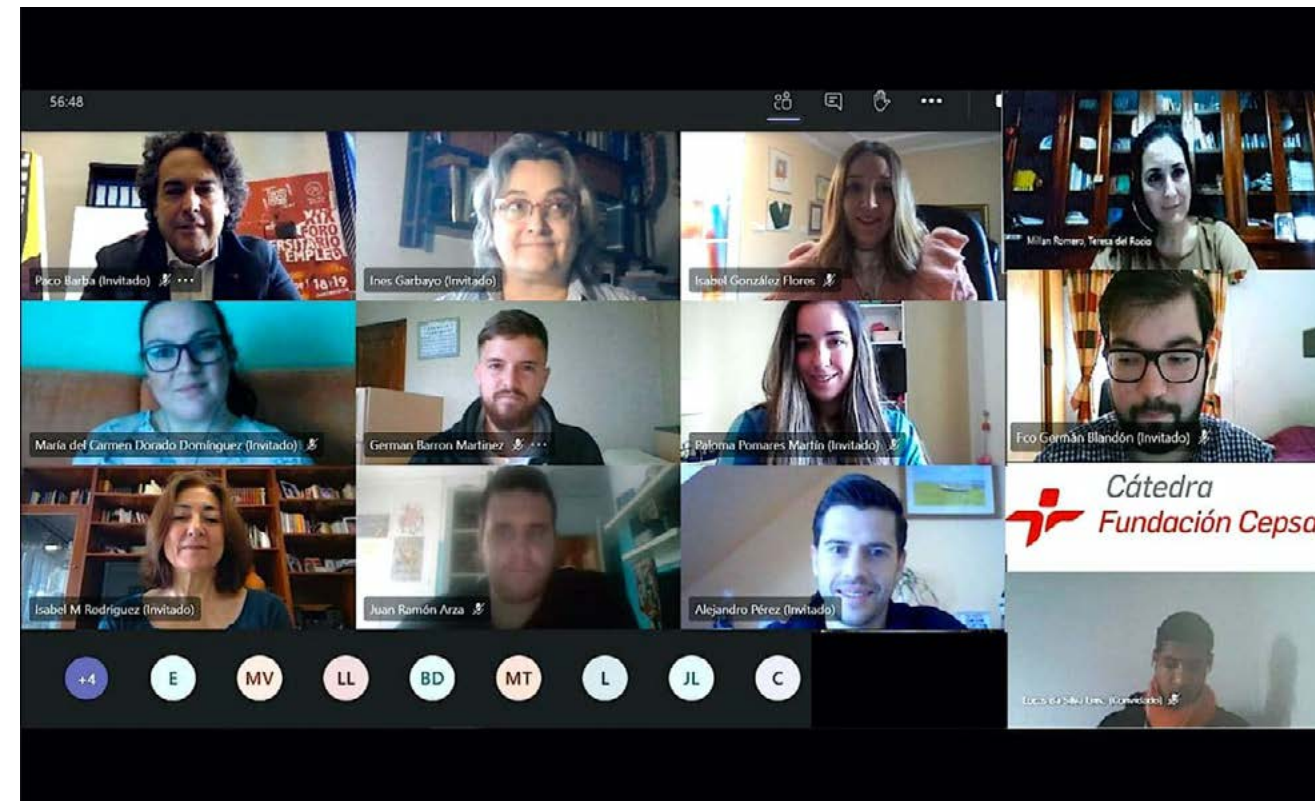 56:48
XIX
FORO
EMPLEO
18 19
Paco Barba (Invitado)
Ines Garbayo (Invitado)
Isabel González Flores
Millan Romero, Teresa del Rocio
María del Carmen Dorado Domínguez (Invitado)
German Barron Martinez
Paloma Pomares Martín (Invitado)
Fco Germán Blandón (Invitado)
Cátedra
Fundación Cepsa
Isabel M Rodríguez (Invitado)
Juan Ramón Arza
Alejandro Pérez (Invitado)
(Convidado)
+4 E MV LL BD MT L JL C